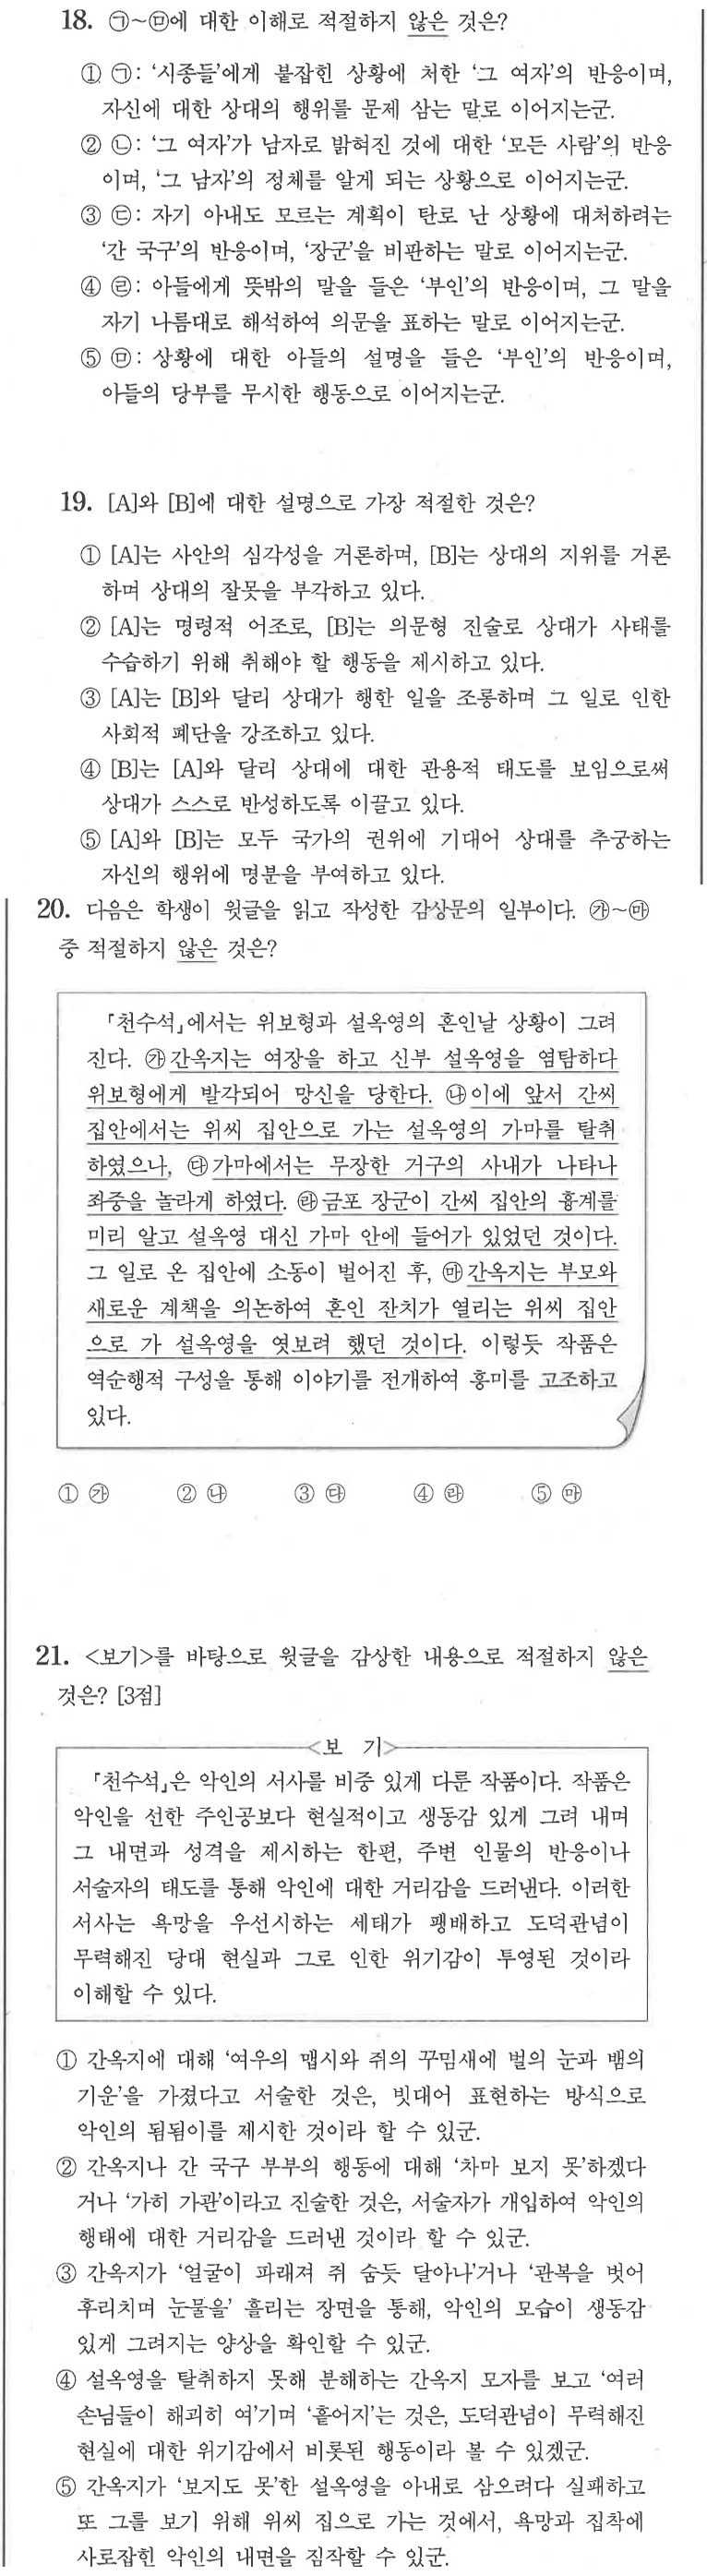 18. ㉠~㉤에 대한 이해로 적절하지 않은 것은?
① ㉠: ‘시종들’에게 붙잡힌 상황에 처한 ‘그 여자’의 반응이며,
자신에 대한 상대의 행위를 문제 삼는 말로 이어지는군.
② ㉡: ‘그 여자’가 남자로 밝혀진 것에 대한 ‘모든 사람’의 반응
이며, ‘그 남자’의 정체를 알게 되는 상황으로 이어지는군.
③ ㉢: 자기 아내도 모르는 계획이 탄로 난 상황에 대처하려는
‘간 국구’의 반응이며, ‘장군’을 비판하는 말로 이어지는군.
④ ㉣: 아들에게 뜻밖의 말을 들은 ‘부인’의 반응이며, 그 말을
자기 나름대로 해석하여 의문을 표하는 말로 이어지는군.
⑤ ㉤: 상황에 대한 아들의 설명을 들은 ‘부인’의 반응이며,
아들의 당부를 무시한 행동으로 이어지는군.
19. [A]와 [B]에 대한 설명으로 가장 적절한 것은?
① [A]는 사안의 심각성을 거론하며, [B]는 상대의 지위를 거론
하며 상대의 잘못을 부각하고 있다.
② [A]는 명령적 어조로, [B]는 의문형 진술로 상대가 사태를
수습하기 위해 취해야 할 행동을 제시하고 있다.
③ [A]는 [B]와 달리 상대가 행한 일을 조롱하며 그 일로 인한
사회적 폐단을 강조하고 있다.
④ [B]는 [A]와 달리 상대에 대한 관용적 태도를 보임으로써
상대가 스스로 반성하도록 이끌고 있다.
⑤ [A]와 [B]는 모두 국가의 권위에 기대어 상대를 추궁하는
자신의 행위에 명분을 부여하고 있다.
20. 다음은 학생이 윗글을 읽고 작성한 감상문의 일부이다. ㉮~㉲
중 적절하지 않은 것은?
「천수석」에서는 위보형과 설옥영의 혼인날 상황이 그려
진다. ㉮간옥지는 여장을 하고 신부 설옥영을 염탐하다
위보형에게 발각되어 망신을 당한다. ㉯이에 앞서 간씨
집안에서는 위씨 집안으로 가는 설옥영의 가마를 탈취
하였으나, ㉰가마에서는 무장한 거구의 사내가 나타나
좌중을 놀라게 하였다. ㉱금포 장군이 간씨 집안의 흉계를
미리 알고 설옥영 대신 가마 안에 들어가 있었던 것이다.
그 일로 온 집안에 소동이 벌어진 후, ㉲간옥지는 부모와
새로운 계책을 의논하여 혼인 잔치가 열리는 위씨 집안
으로 가 설옥영을 엿보려 했던 것이다. 이렇듯 작품은
역순행적 구성을 통해 이야기를 전개하여 흥미를 고조하고
있다.
① ㉮ ② ㉯ ③ ㉰ ④ ㉱ ⑤ ㉲
21. <보기>를 바탕으로 윗글을 감상한 내용으로 적절하지 않은
것은? [3점]
<보 기>
「천수석」은 악인의 서사를 비중 있게 다룬 작품이다. 작품은
악인을 선한 주인공보다 현실적이고 생동감 있게 그려 내며
그 내면과 성격을 제시하는 한편, 주변 인물의 반응이나
서술자의 태도를 통해 악인에 대한 거리감을 드러낸다. 이러한
서사는 욕망을 우선시하는 세태가 팽배하고 도덕관념이
무력해진 당대 현실과 그로 인한 위기감이 투영된 것이라
이해할 수 있다.
① 간옥지에 대해 ‘여우의 맵시와 쥐의 꾸밈새에 벌의 눈과 뱀의
기운’을 가졌다고 서술한 것은, 빗대어 표현하는 방식으로
악인의 됨됨이를 제시한 것이라 할 수 있군.
② 간옥지나 간 국구 부부의 행동에 대해 ‘차마 보지 못’하겠다
거나 ‘가히 가관’이라고 진술한 것은, 서술자가 개입하여 악인의
행태에 대한 거리감을 드러낸 것이라 할 수 있군.
③ 간옥지가 ‘얼굴이 파래져 쥐 숨듯 달아나’거나 ‘관복을 벗어
후리치며 눈물을’ 흘리는 장면을 통해, 악인의 모습이 생동감
있게 그려지는 양상을 확인할 수 있군.
④ 설옥영을 탈취하지 못해 분해하는 간옥지 모자를 보고 ‘여러
손님들이 해괴히 여’기며 ‘흩어지’는 것은, 도덕관념이 무력해진
현실에 대한 위기감에서 비롯된 행동이라 볼 수 있겠군.
⑤ 간옥지가 ‘보지도 못’한 설옥영을 아내로 삼으려다 실패하고
또 그를 보기 위해 위씨 집으로 가는 것에서, 욕망과 집착에
사로잡힌 악인의 내면을 짐작할 수 있군.